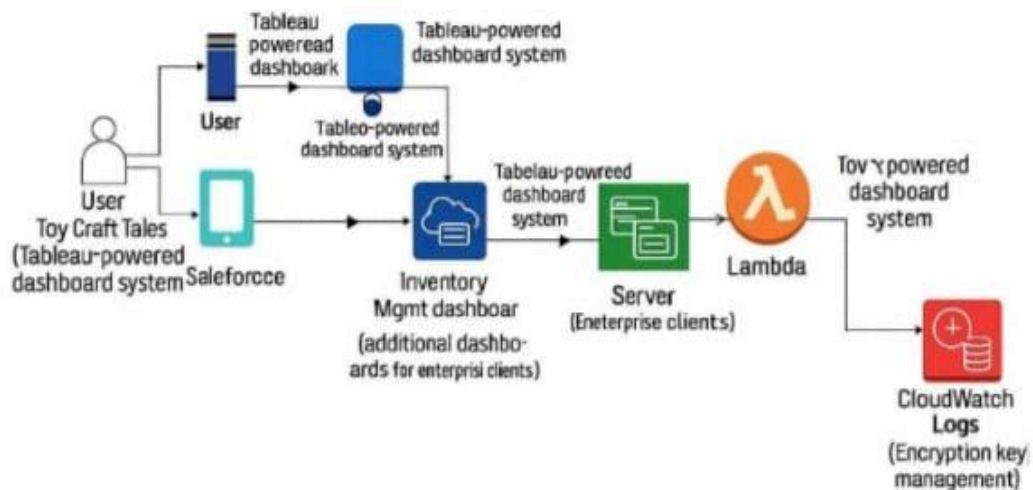 Tableau
poweread
dashboark
Tableau-powered
dashboard system
User
Tableo-powered
dashboard system
User
Toy Craft Tales
(Tableau-powered
dashboard system
Saleforcce
Tabelau-powreed
dashboard
system
Inventory
Mgmt dashboar
(additional dashbo-
ards for enterprisi clients)
Server
(Eneterprise clients)
λ
Lambda
powered
dashboard
system
CloudWatch
Logs
(Encryption key
management)